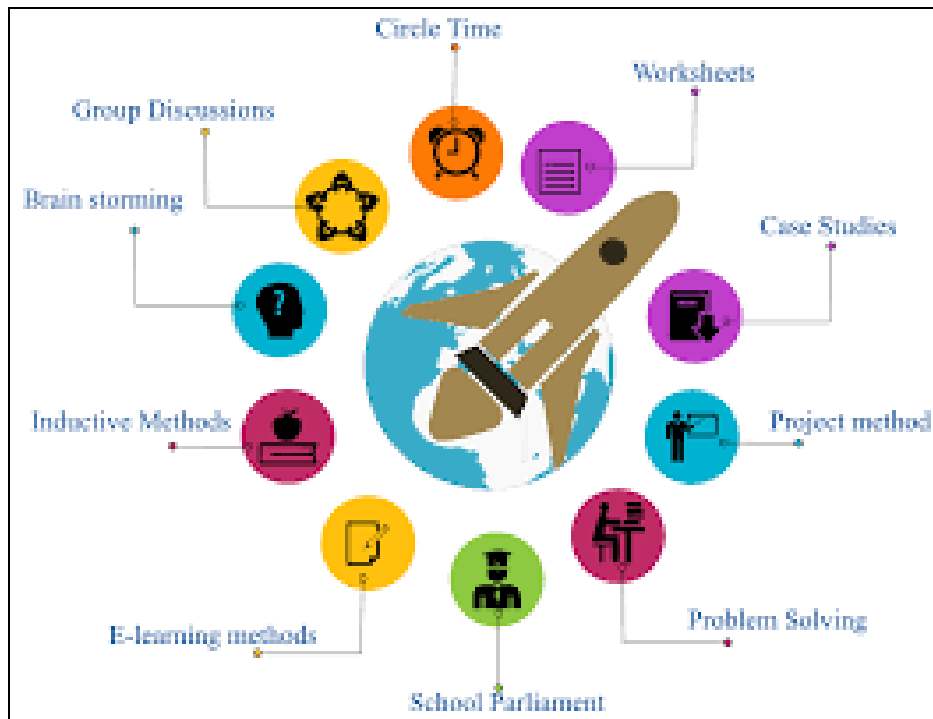 Circle Time
Worksheets
Group Discussions
Brain storming
Case Studies
Inductive Methods
Project method
E-learning methods
Problem Solving
School Parliament